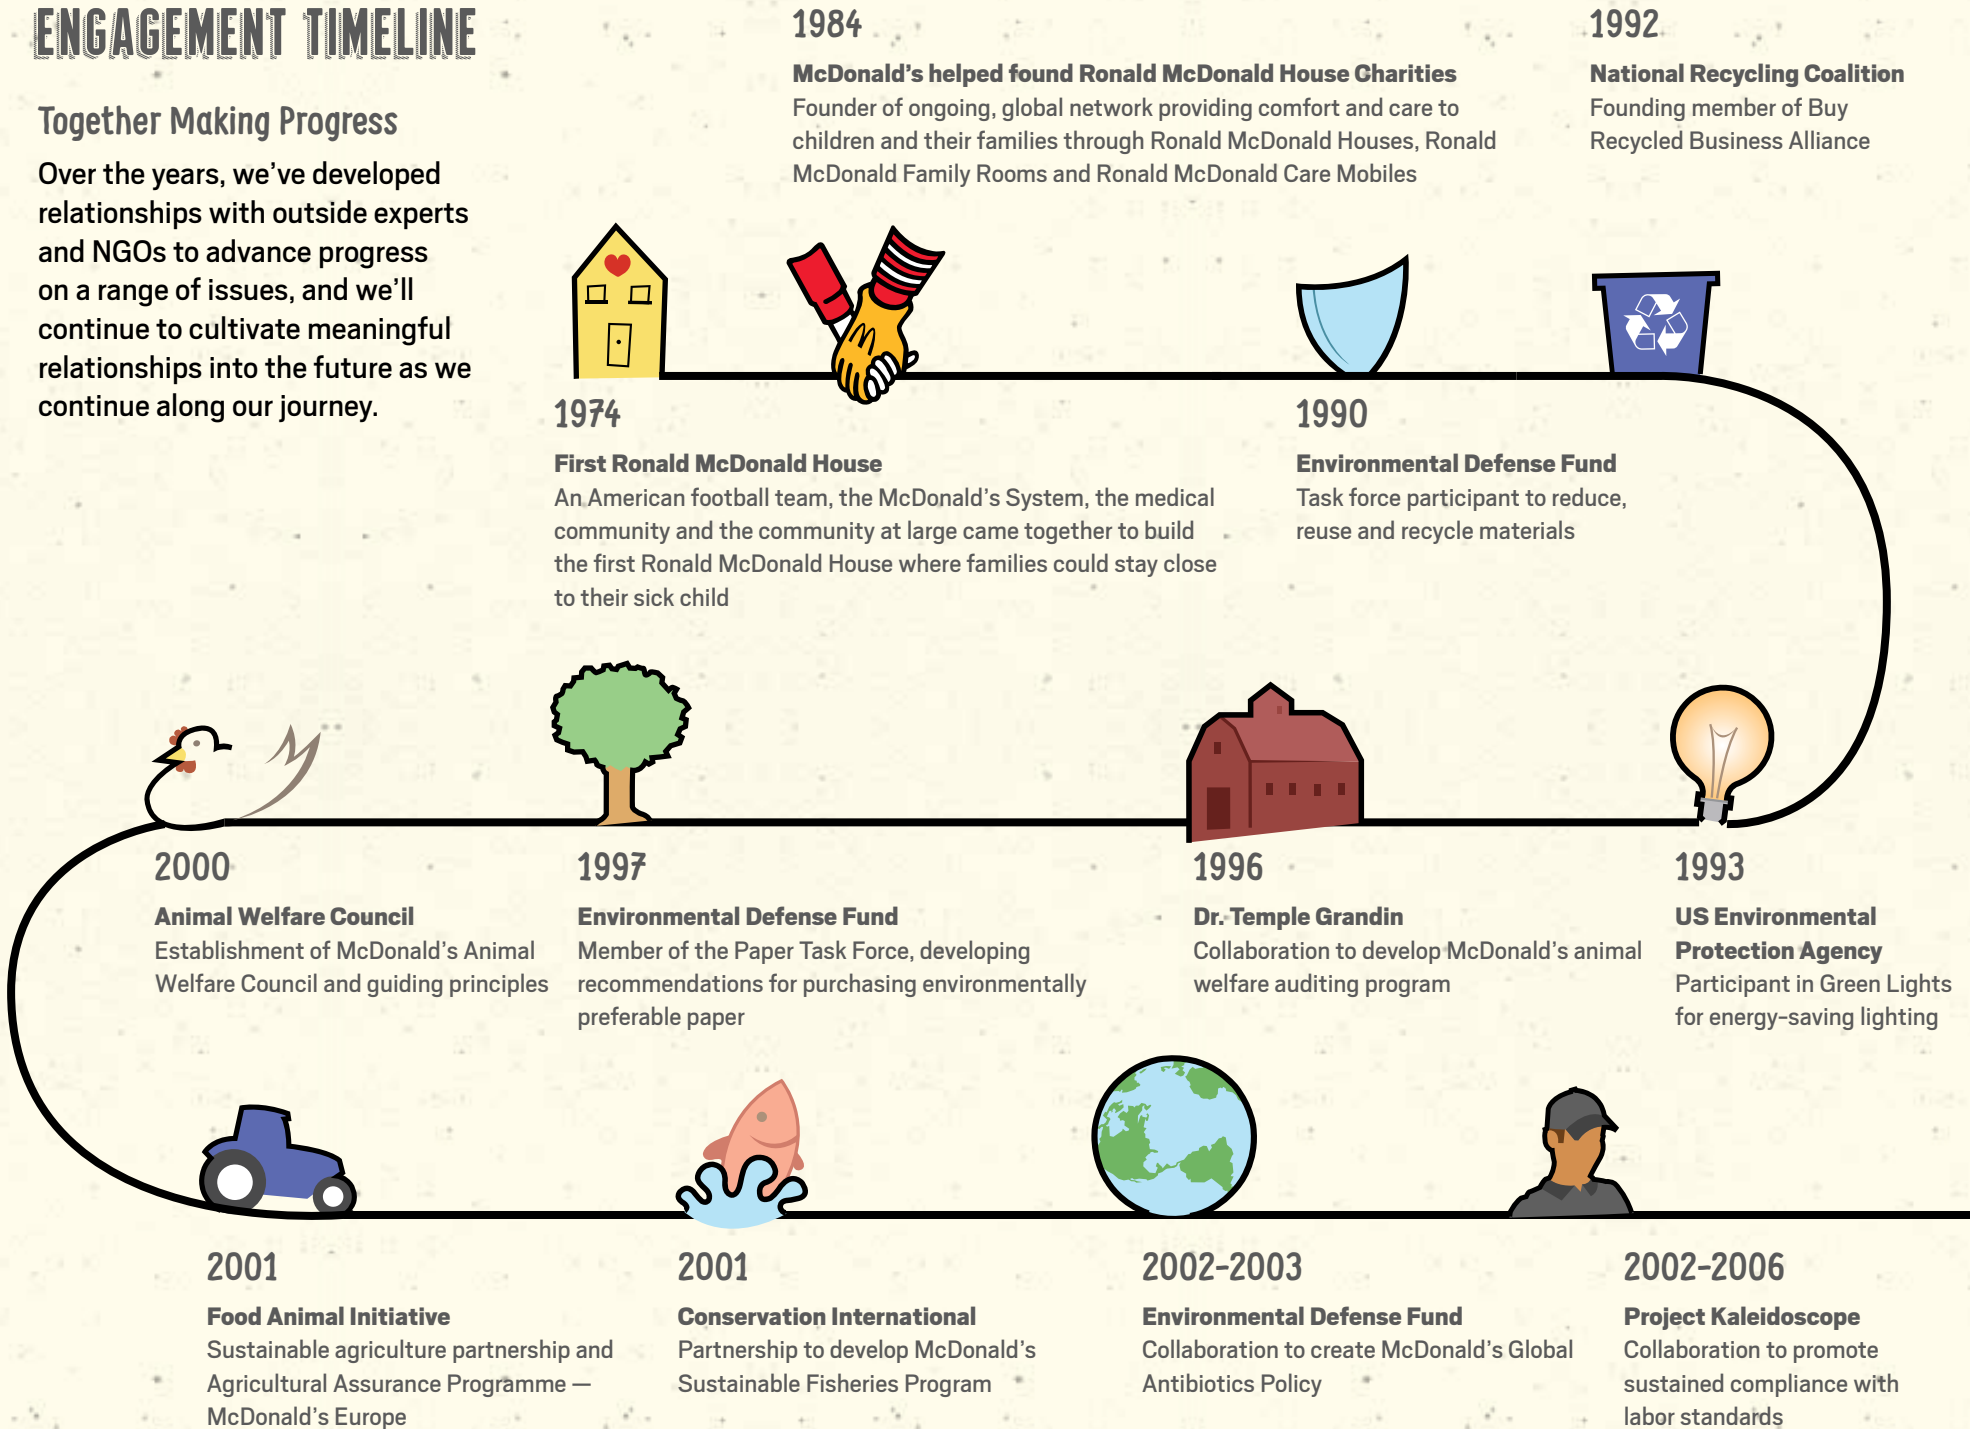 ENGAGEMENT TIMELINE
Together Making Progress
Over the years, we've developed
relationships with outside experts
and NGOs to advance progress
on a range of issues, and we'll
continue to cultivate meaningful
relationships into the future as we
continue along our journey.
1984
McDonald's helped found Ronald McDonald House Charities
Founder of ongoing, global network providing comfort and care to
children and their families through Ronald McDonald Houses, Ronald
McDonald Family Rooms and Ronald McDonald Care Mobiles
1992
National Recycling Coalition
Founding member of Buy
Recycled Business Alliance
1974
First Ronald McDonald House
An American football team, the McDonald's System, the medical
community and the community at large came together to build
the first Ronald McDonald House where families could stay close
to their sick child
1990
Environmental Defense Fund
Task force participant to reduce,
reuse and recycle materials
2000
Animal Welfare Council
Establishment of McDonald's Animal
Welfare Council and guiding principles
1997
Environmental Defense Fund
Member of the Paper Task Force, developing
recommendations for purchasing environmentally
preferable paper
1996
Dr. Temple Grandin
Collaboration to develop McDonald's animal
welfare auditing program
1993
US Environmental
Protection Agency
Participant in Green Lights
for energy-saving lighting
2001
Food Animal Initiative
Sustainable agriculture partnership and
Agricultural Assurance Programme —
McDonald's Europe
2001
Conservation International
Partnership to develop McDonald's
Sustainable Fisheries Program
2002-2003
Environmental Defense Fund
Collaboration to create McDonald's Global
Antibiotics Policy
2002-2006
Project Kaleidoscope
Collaboration to promote
sustained compliance with
labor standards